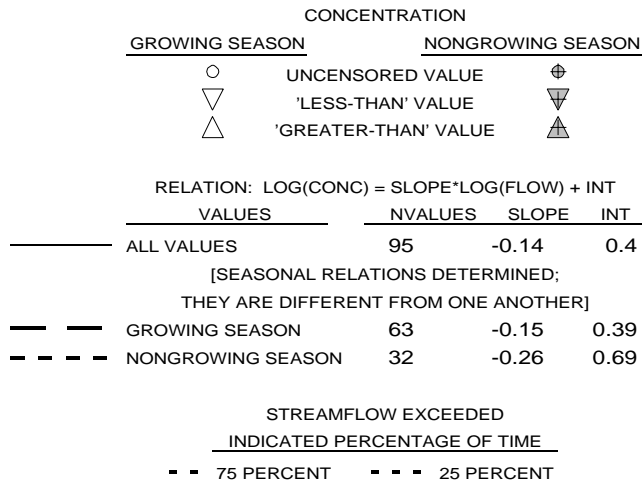 CONCENTRATION
GROWING SEASON NONGROWING SEASON
UNCENSORED VALUE
'LESS-THAN' VALUE
'GREATER-THAN' VALUE
RELATION: LOG(CONC) = SLOPE*LOG(FLOW) + INT
VALUES NVALUES SLOPE INT
ALL VALUES 95 -0.14 0.4
[SEASONAL RELATIONS DETERMINED;
THEY ARE DIFFERENT FROM ONE ANOTHER]
GROWING SEASON 63 -0.15 0.39
NONGROWING SEASON 32 -0.26 0.69
STREAMFLOW EXCEEDED
INDICATED PERCENTAGE OF TIME
75 PERCENT 25 PERCENT